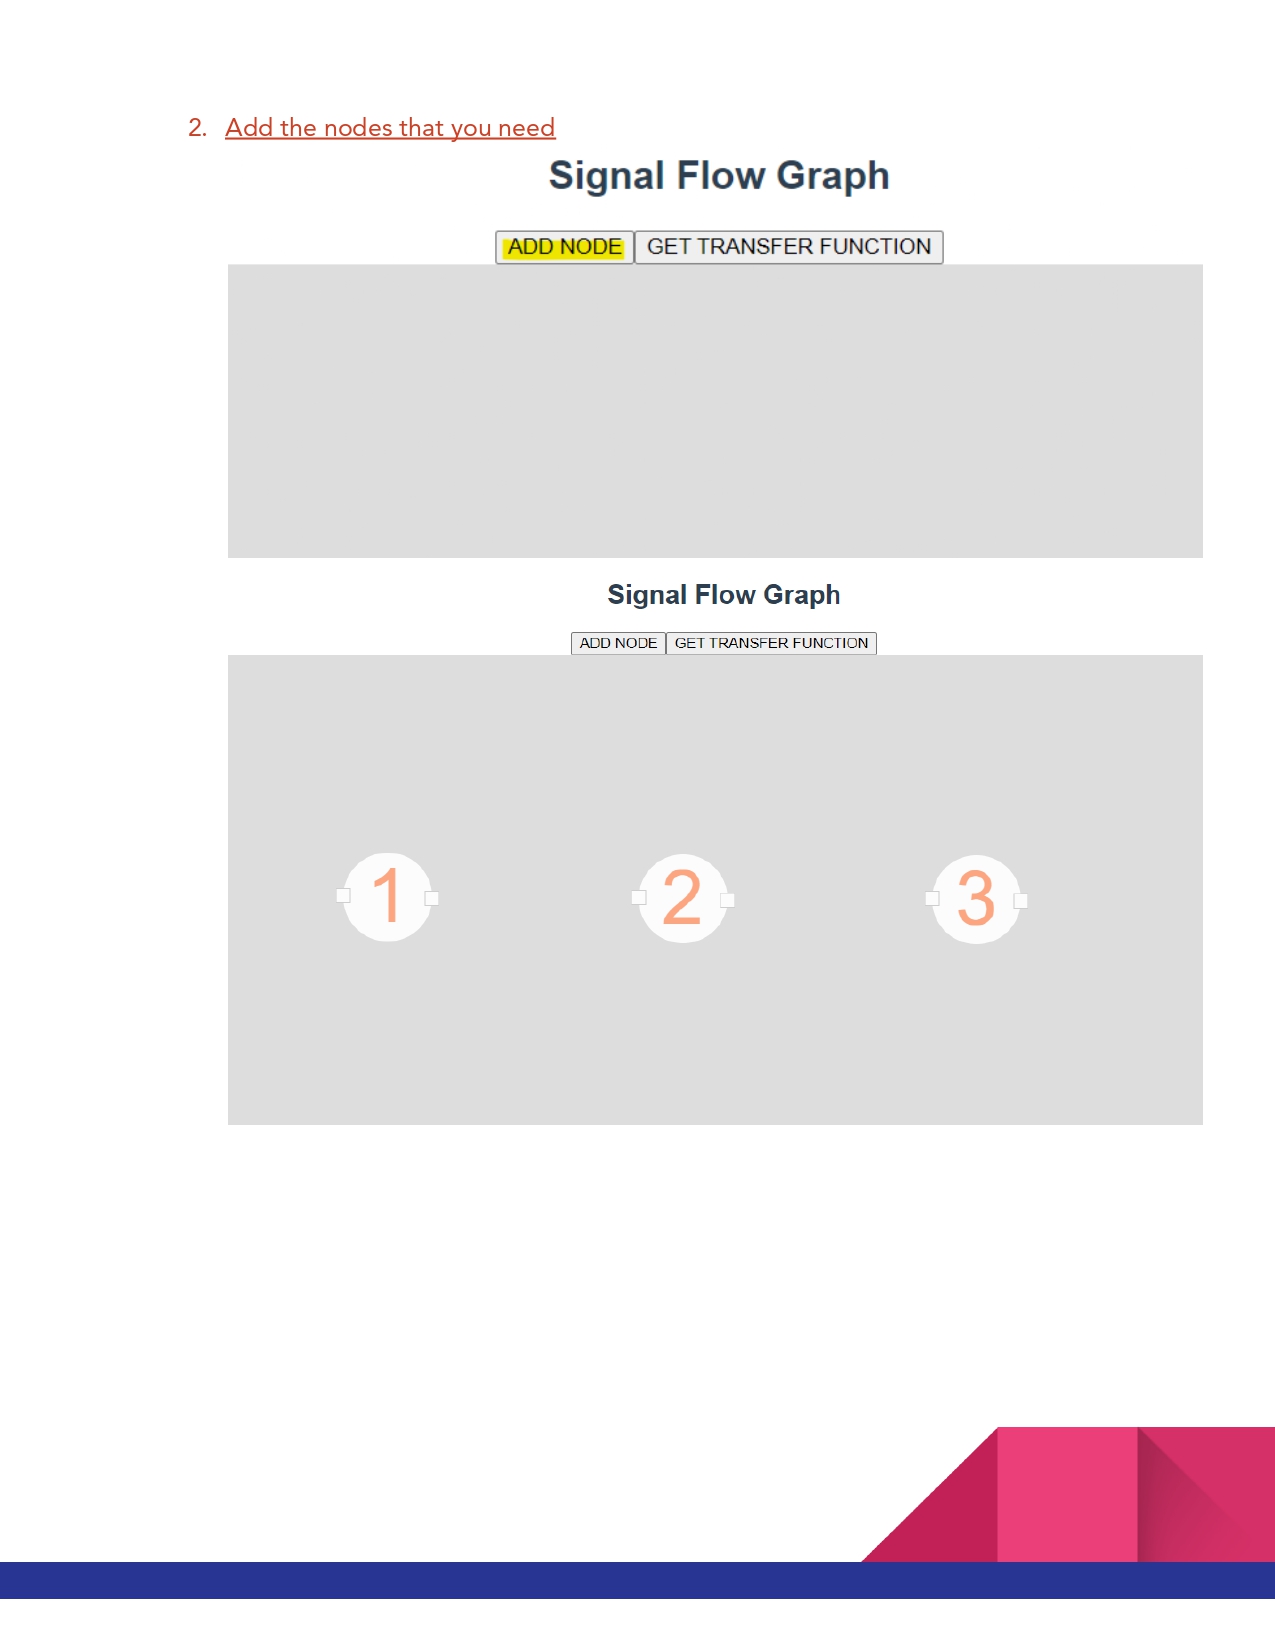 2. Add the nodes that you need
Signal Flow Graph
ADD NODE GET TRANSFER FUNCTION
Signal Flow Graph
ADD NODE GET TRANSFER FUNCTION
1 2 3